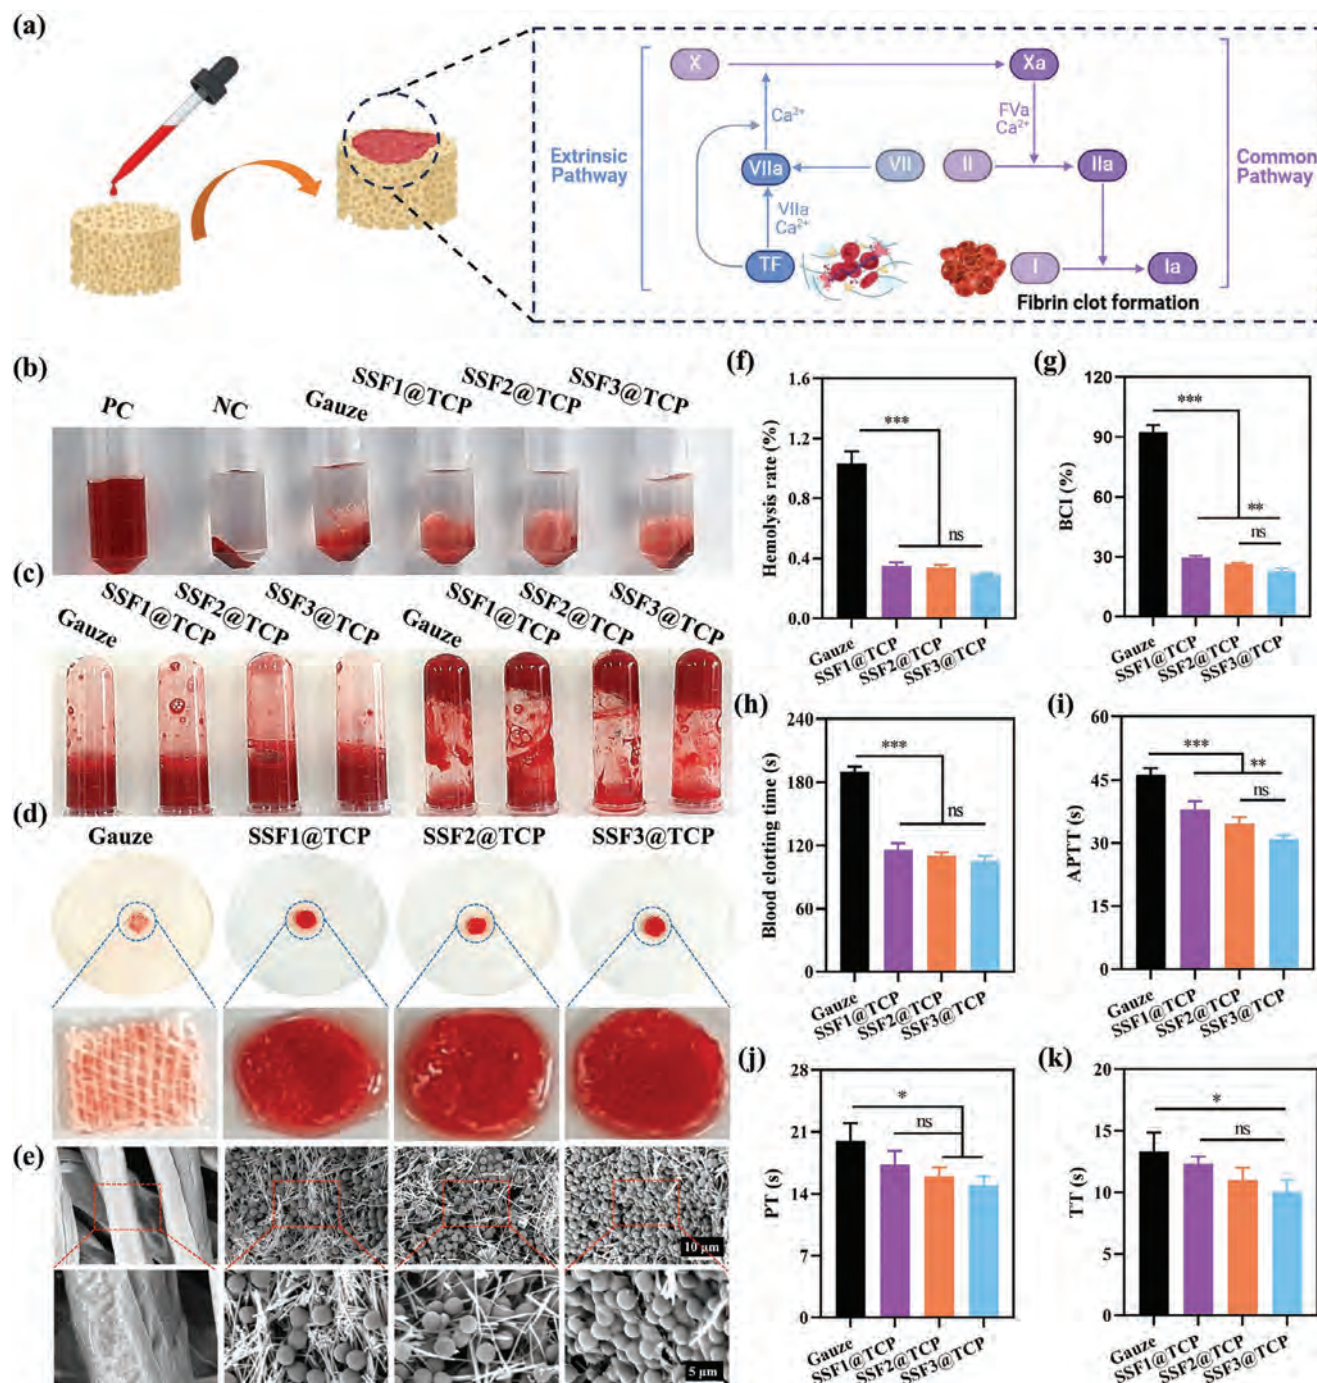 (a)
X
Xa
Ca²⁺
FVa
Ca²⁺
Extrinsic
Pathway
VIIa
VII
II
IIa
Common
Pathway
VIIa
Ca²⁺
TF
I
Ia
Fibrin clot formation
(b)
PC
NC
Gauze
SSF1@TCP
SSF2@TCP
SSF3@TCP
(c)
Gauze
SSF1@TCP
SSF2@TCP
SSF3@TCP
Gauze
SSF1@TCP
SSF2@TCP
SSF3@TCP
(d)
Gauze
SSF1@TCP
SSF2@TCP
SSF3@TCP
(e)
10 μm
5 μm
(f)
Hemolysis rate (%)
1.6
1.2
0.8
0.4
0.0
***
ns
Gauze
SSF1@TCP
SSF2@TCP
SSF3@TCP
(g)
BCI (%)
120
90
60
30
0
***
**
ns
Gauze
SSF1@TCP
SSF2@TCP
SSF3@TCP
(h)
Blood clotting time (s)
240
180
120
60
0
***
ns
Gauze
SSF1@TCP
SSF2@TCP
SSF3@TCP
(i)
APTT (s)
60
45
30
15
0
***
**
ns
Gauze
SSF1@TCP
SSF2@TCP
SSF3@TCP
(j)
PT (s)
28
21
14
7
0
*
ns
Gauze
SSF1@TCP
SSF2@TCP
SSF3@TCP
(k)
TT (s)
20
15
10
5
0
*
ns
Gauze
SSF1@TCP
SSF2@TCP
SSF3@TCP